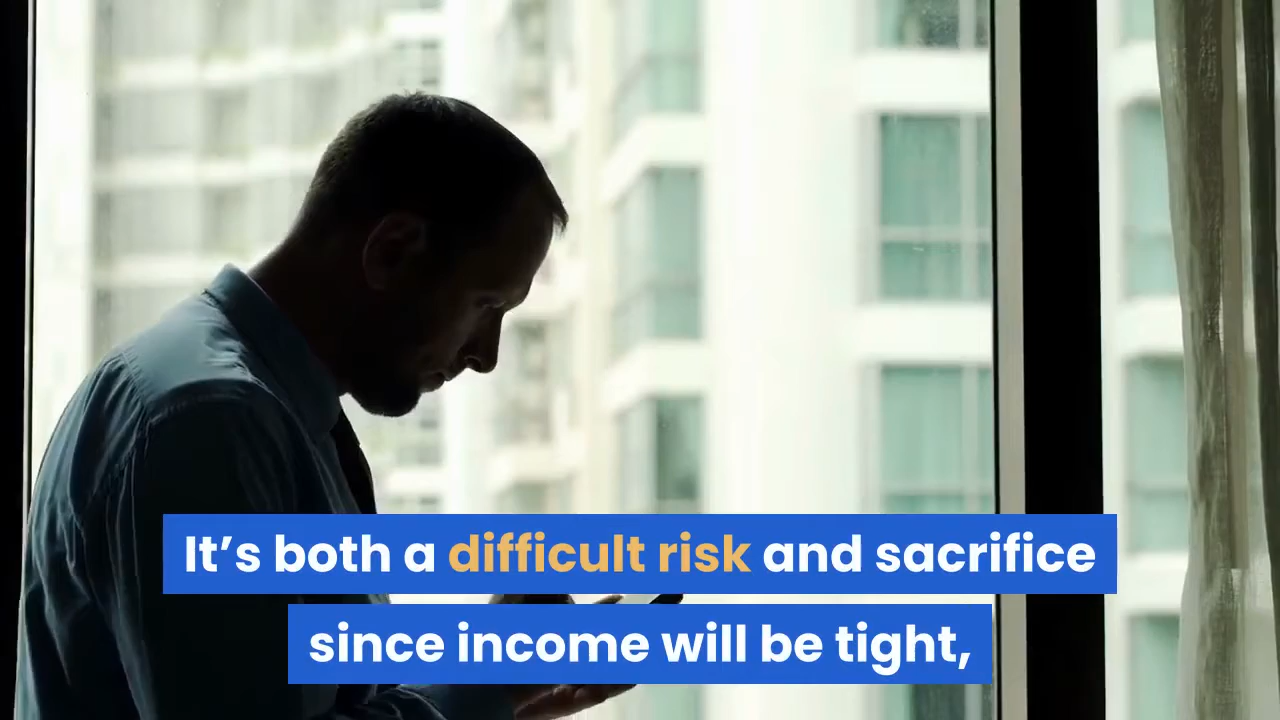 It’s both a difficult risk and sacrifice
since income will be tight,